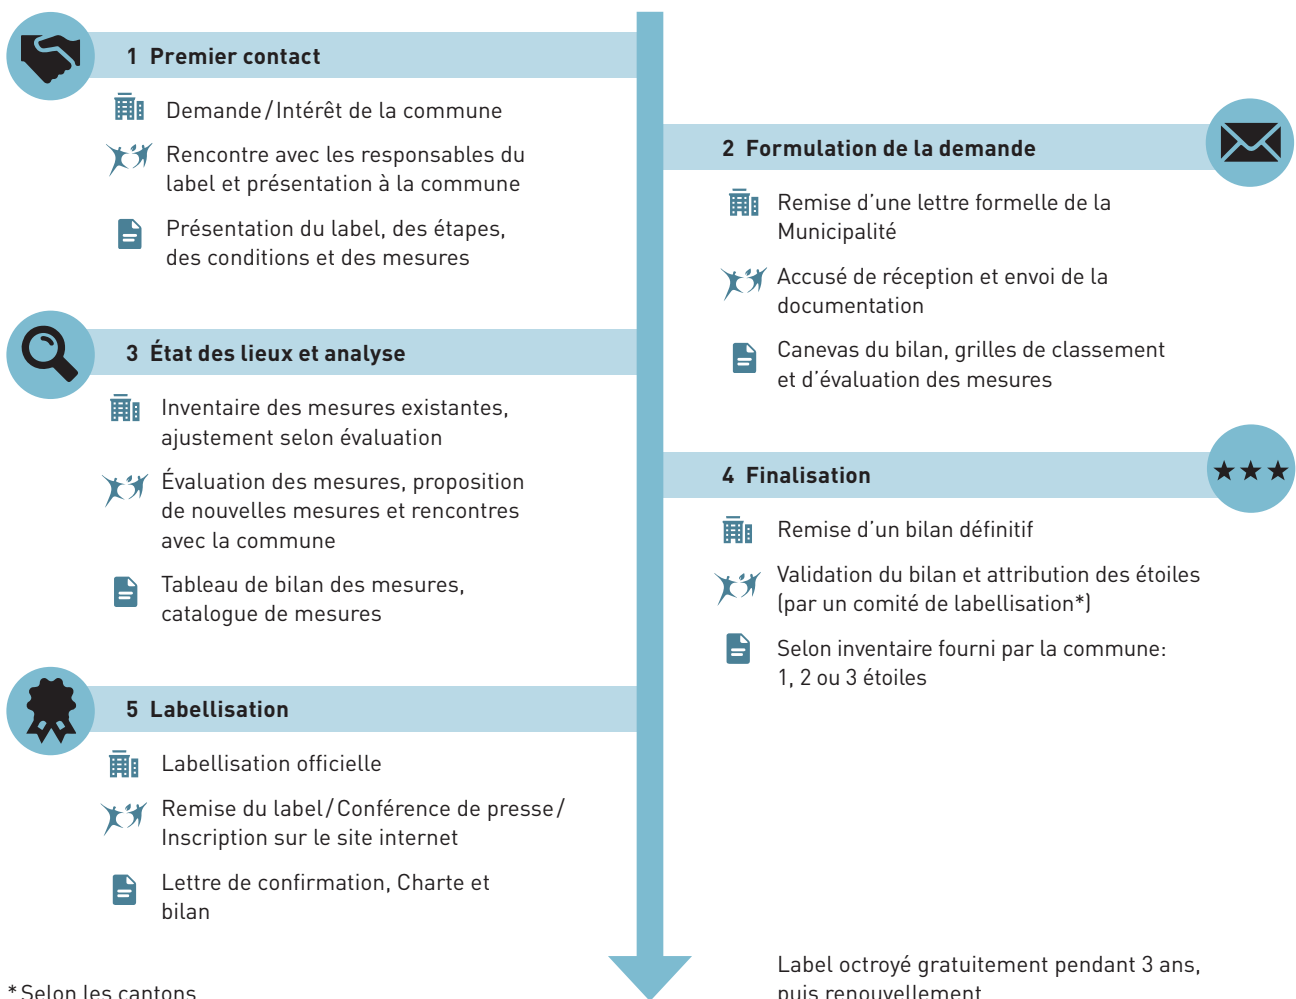 1 Premier contact
Demande/Intérêt de la commune
Rencontre avec les responsables du
label et présentation à la commune
Présentation du label, des étapes,
des conditions et des mesures
2 Formulation de la demande
Remise d'une lettre formelle de la
Municipalité
Accusé de réception et envoi de la
documentation
Canevas du bilan, grilles de classement
et d'évaluation des mesures
3 État des lieux et analyse
Inventaire des mesures existantes,
ajustement selon évaluation
Évaluation des mesures, proposition
de nouvelles mesures et rencontres
avec la commune
Tableau de bilan des mesures,
catalogue de mesures
4 Finalisation
Remise d'un bilan définitif
Validation du bilan et attribution des étoiles
(par un comité de labellisation*)
Selon inventaire fourni par la commune:
1, 2 ou 3 étoiles
5 Labellisation
Labellisation officielle
Remise du label/Conférence de presse/
Inscription sur le site internet
Lettre de confirmation, Charte et
bilan
Label octroyé gratuitement pendant 3 ans,
puis renouvellement
*Selon les cantons